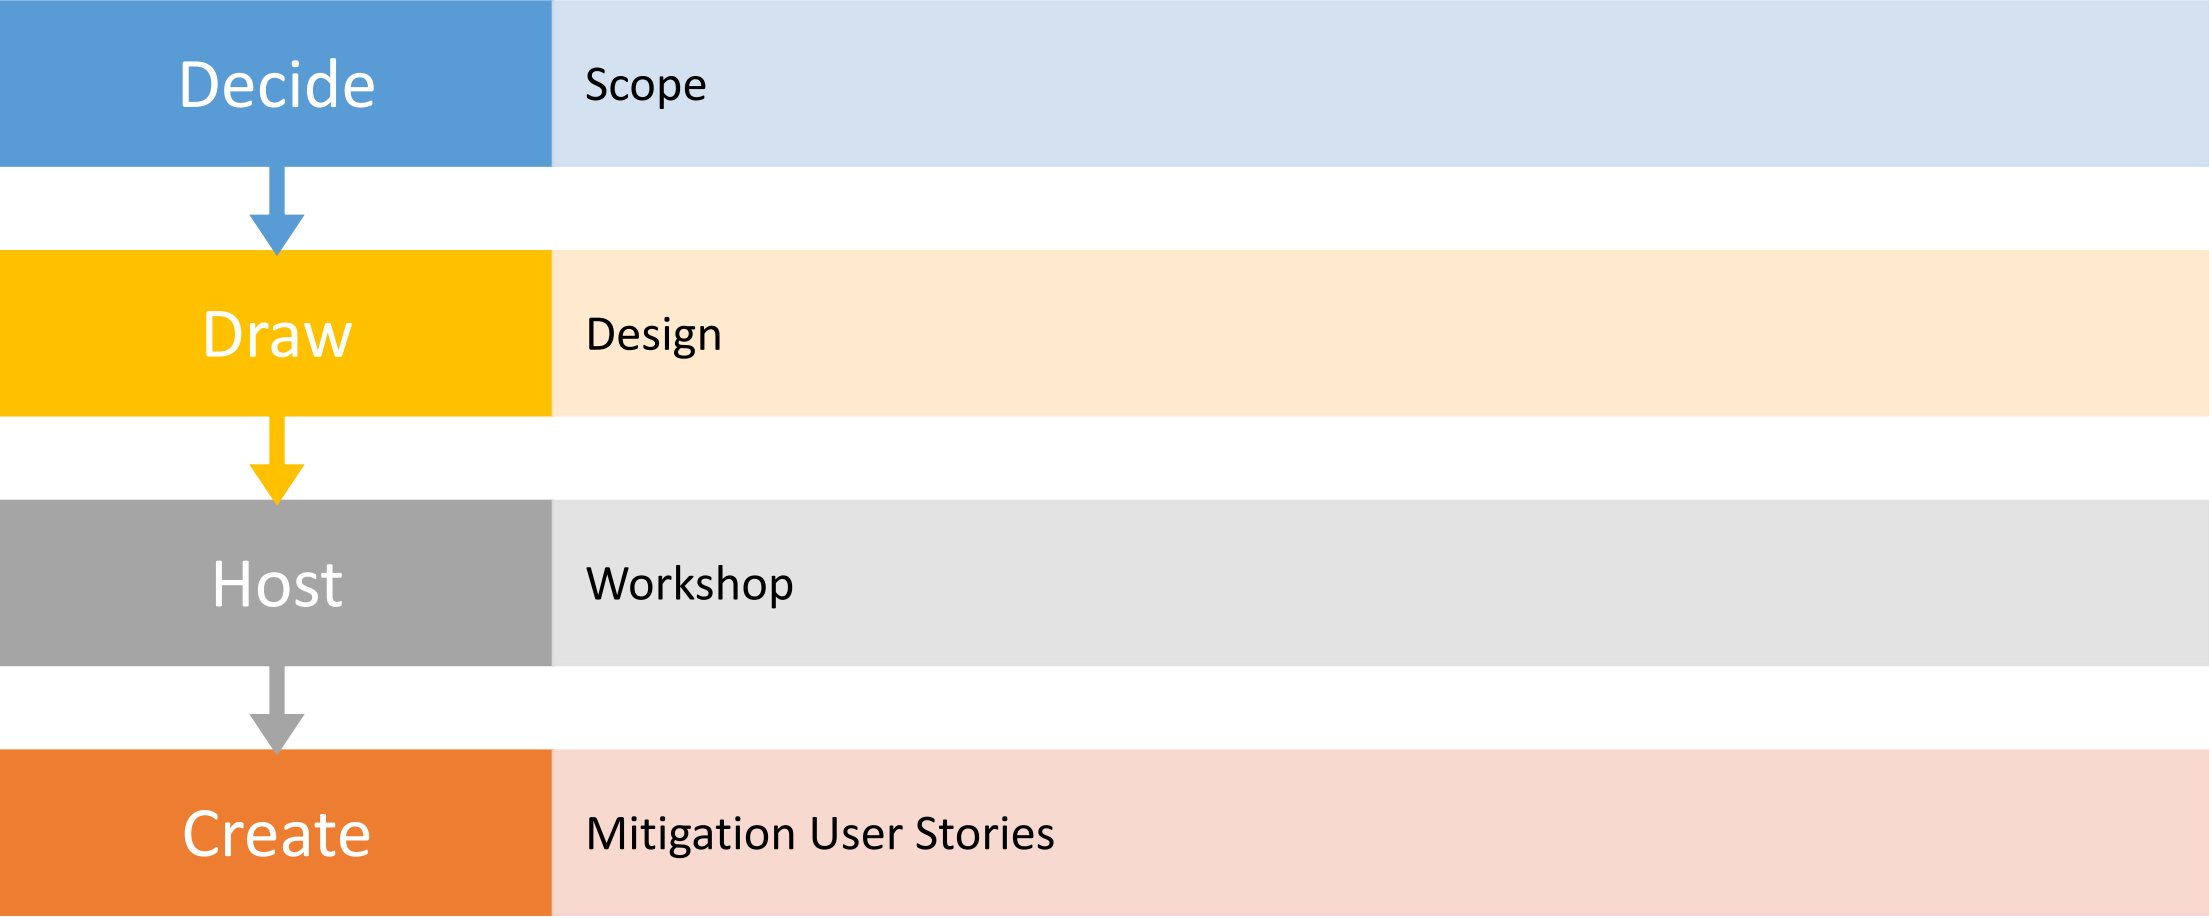 Decide
Scope
Draw
Design
Host
Workshop
Create
Mitigation User Stories